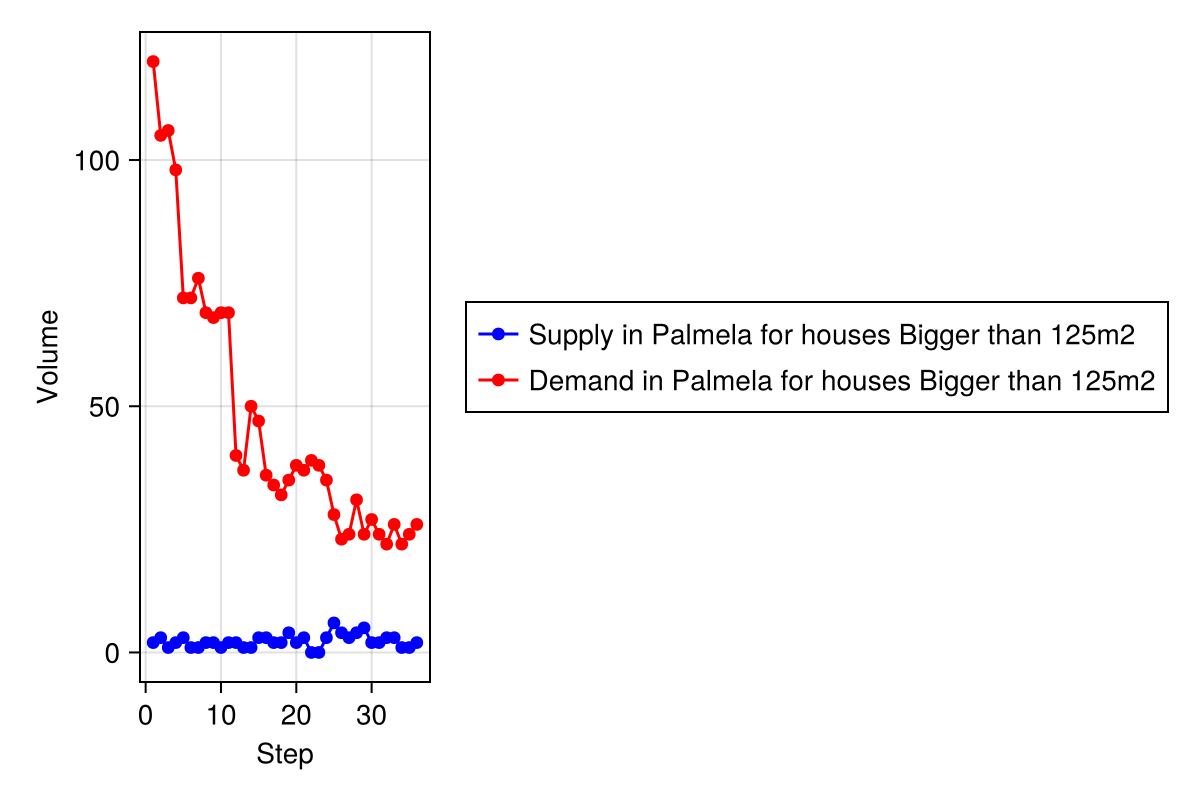 100
50
0
Volume
0 10 20 30
Step
Supply in Palmela for houses Bigger than 125m2
Demand in Palmela for houses Bigger than 125m2